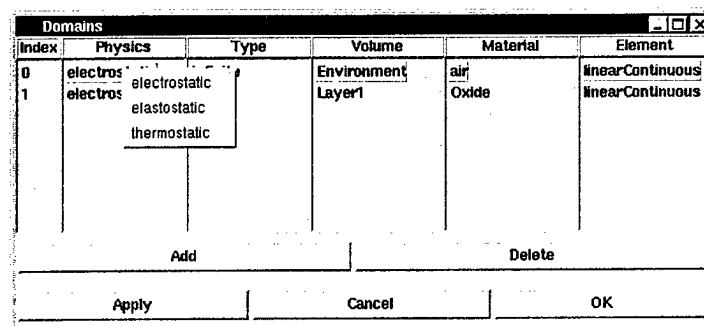 Domains
Index Physics Type Volume Material Element
0 electros Environment air linearContinuous
1 electros Layer1 Oxide linearContinuous
electrostatic
elastostatic
thermostatic
Add Delete
Apply Cancel OK